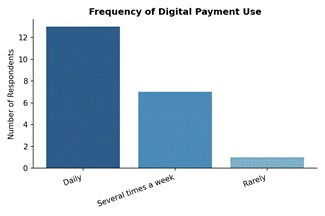 Frequency of Digital Payment Use
Number of Respondents
12
10
8
6
4
2
0
Daily
Several times a week
Rarely